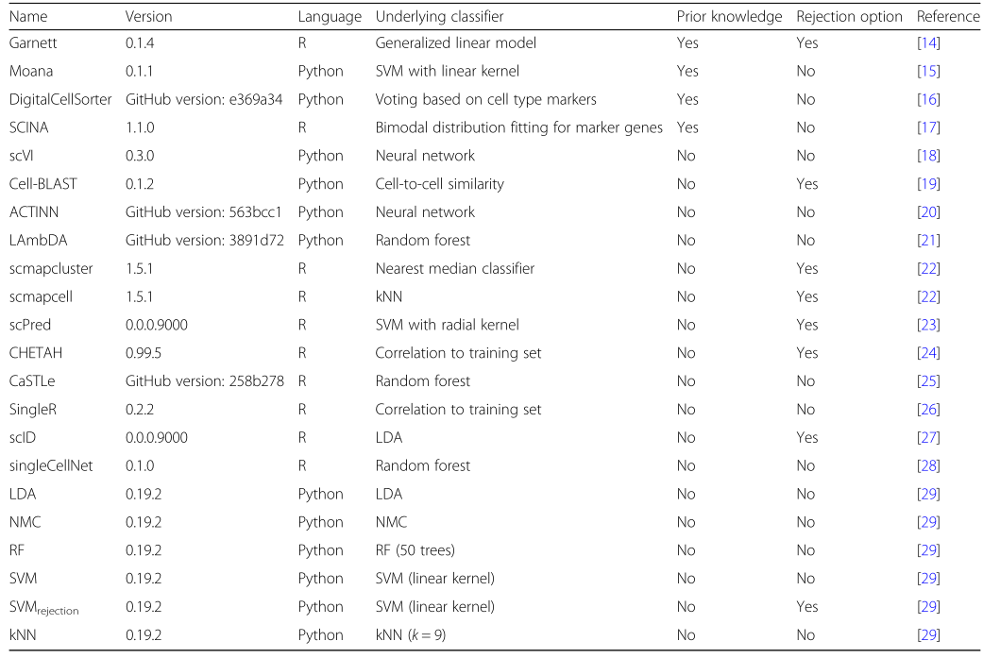 Name Version Language Underlying classifier Prior knowledge Rejection option Reference
Garnett 0.1.4 R Generalized linear model Yes Yes [14]
Moana 0.1.1 Python SVM with linear kernel Yes No [15]
DigitalCellSorter GitHub version: e369a34 Python Voting based on cell type markers Yes No [16]
SCINA 1.1.0 R Bimodal distribution fitting for marker genes Yes No [17]
scVI 0.3.0 Python Neural network No No [18]
Cell-BLAST 0.1.2 Python Cell-to-cell similarity No Yes [19]
ACTINN GitHub version: 563bcc1 Python Neural network No No [20]
LAmbDA GitHub version: 3891d72 Python Random forest No No [21]
scmapcluster 1.5.1 R Nearest median classifier No Yes [22]
scmapcell 1.5.1 R kNN No Yes [22]
scPred 0.0.0.9000 R SVM with radial kernel No Yes [23]
CHETAH 0.99.5 R Correlation to training set No Yes [24]
CaSTLe GitHub version: 258b278 R Random forest No No [25]
SingleR 0.2.2 R Correlation to training set No No [26]
scID 0.0.0.9000 R LDA No Yes [27]
singleCellNet 0.1.0 R Random forest No No [28]
LDA 0.19.2 Python LDA No No [29]
NMC 0.19.2 Python NMC No No [29]
RF 0.19.2 Python RF (50 trees) No No [29]
SVM 0.19.2 Python SVM (linear kernel) No No [29]
SVMrejection 0.19.2 Python SVM (linear kernel) No Yes [29]
kNN 0.19.2 Python kNN (k = 9) No No [29]